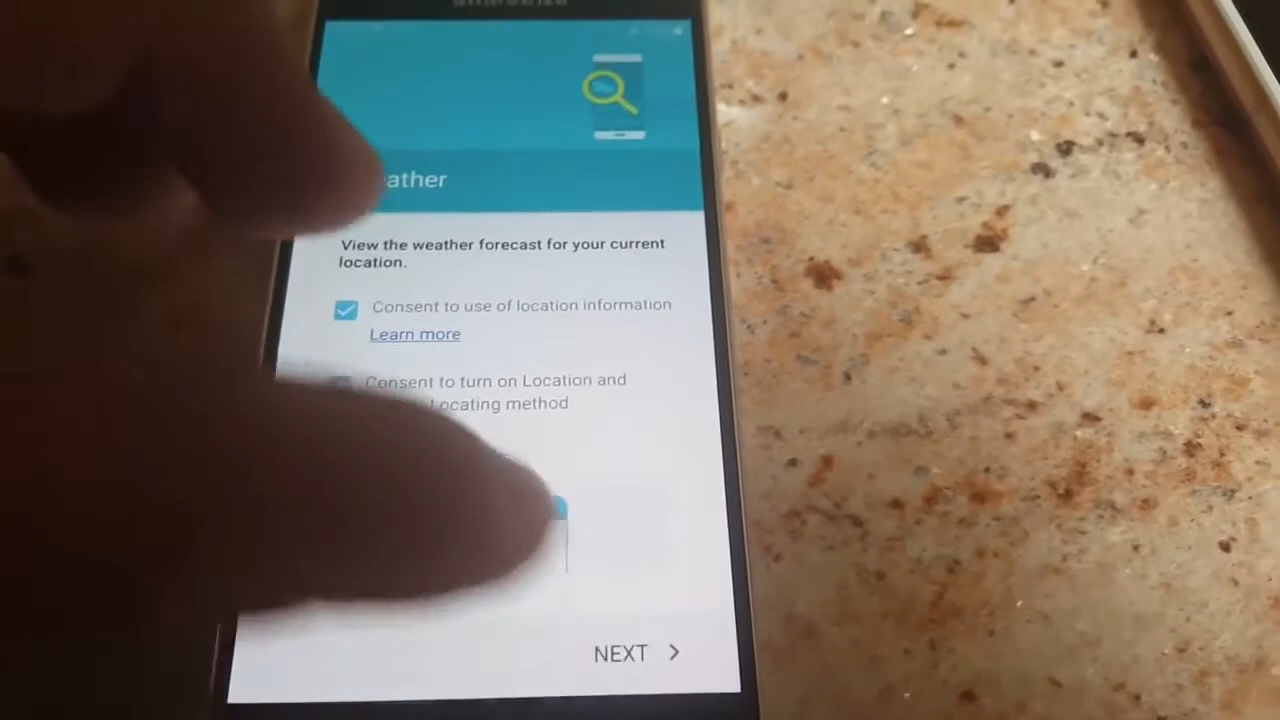 View the weather forecast for your current
location.
Consent to use of location information
Learn more
Consent to turn on Location and
Locating method
NEXT >